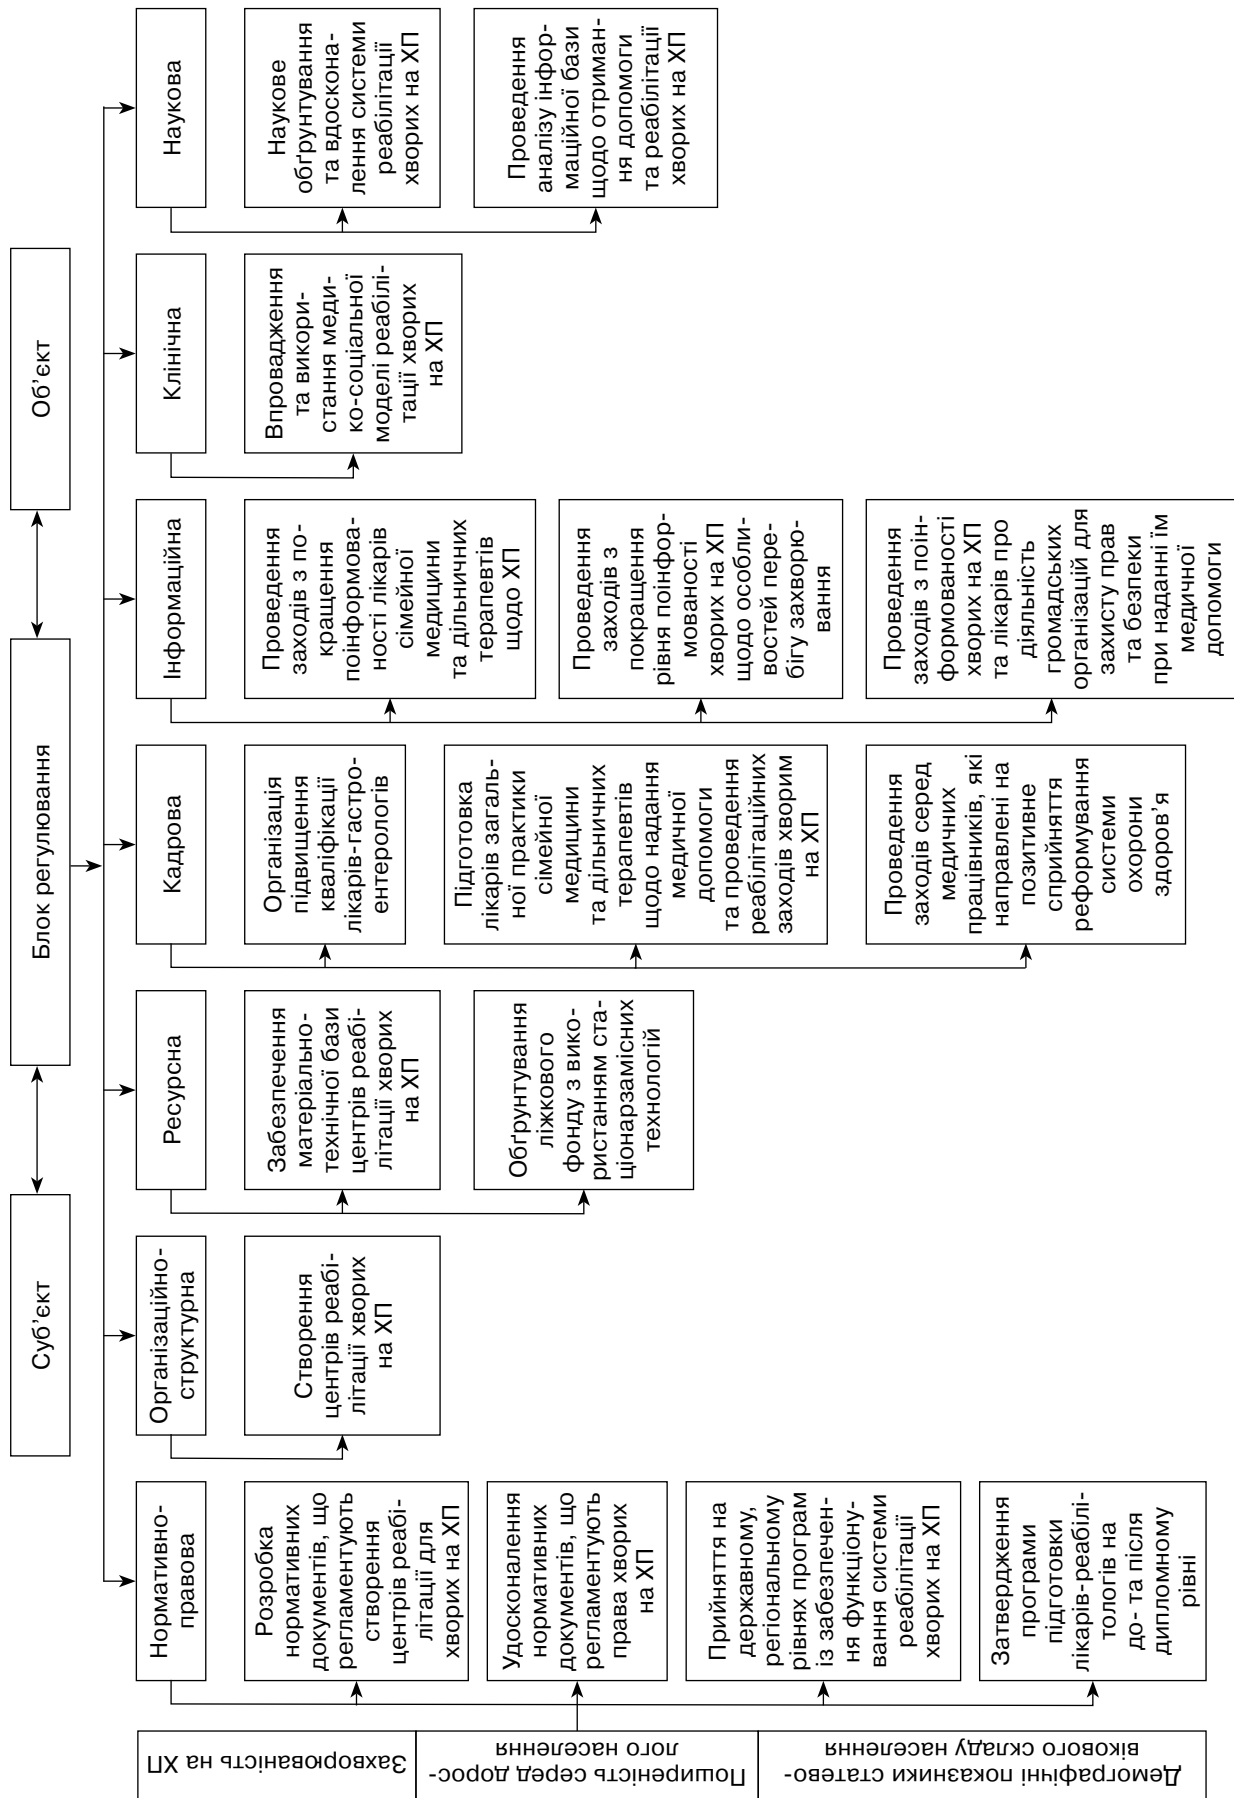 Суб’єкт
Блок регулювання
Об’єкт
Нормативно-
правова
Організаційно-
структурна
Ресурсна
Кадрова
Інформаційна
Клінічна
Наукова
Захворюваність на ХП
Поширеність серед дорос-
лого населення
Демографічні показники статево-
вікового складу населення
Розробка
нормативних
документів, що
регламентують
створення
центрів реабі-
літації для
хворих на ХП
Удосконалення
нормативних
документів, що
регламентують
права хворих
на ХП
Прийняття на
державному,
регіональному
рівнях програм
із забезпечен-
ня функціону-
вання системи
реабілітації
хворих на ХП
Затвердження
програми
підготовки
лікарів-реабілі-
тологів на
до- та після
дипломному
рівні
Створення
центрів реабі-
літації хворих
на ХП
Забезпечення
матеріально-
технічної бази
центрів реабі-
літації хворих
на ХП
Обґрунтування
ліжкового
фонду з вико-
ристанням ста-
ціонарзамісних
технологій
Організація
підвищення
кваліфікації
лікарів-гастро-
ентерологів
Підготовка
лікарів загаль-
ної практики
сімейної
медицини
та дільничних
терапевтів
щодо надання
медичної
допомоги
та проведення
реабілітаційних
заходів хворим
на ХП
Проведення
заходів серед
медичних
працівників, які
направлені на
позитивне
сприйняття
реформування
системи
охорони
здоров’я
Проведення
заходів з по-
кращення
поінформова-
ності лікарів
сімейної
медицини
та дільничних
терапевтів
щодо ХП
Проведення
заходів з
покращення
рівня поінфор-
мованості
хворих на ХП
щодо особли-
востей пере-
бігу захворю-
вання
Проведення
заходів з поін-
формованості
хворих на ХП
та лікарів про
діяльність
громадських
організацій для
захисту прав
та безпеки
при наданні їм
медичної
допомоги
Впровадження
та викори-
стання меди-
ко-соціальної
моделі реабілі-
тації хворих
на ХП
Наукове
обґрунтування
та вдоскона-
лення системи
реабілітації
хворих на ХП
Проведення
аналізу інфор-
маційної бази
щодо отриман-
ня допомоги
та реабілітації
хворих на ХП